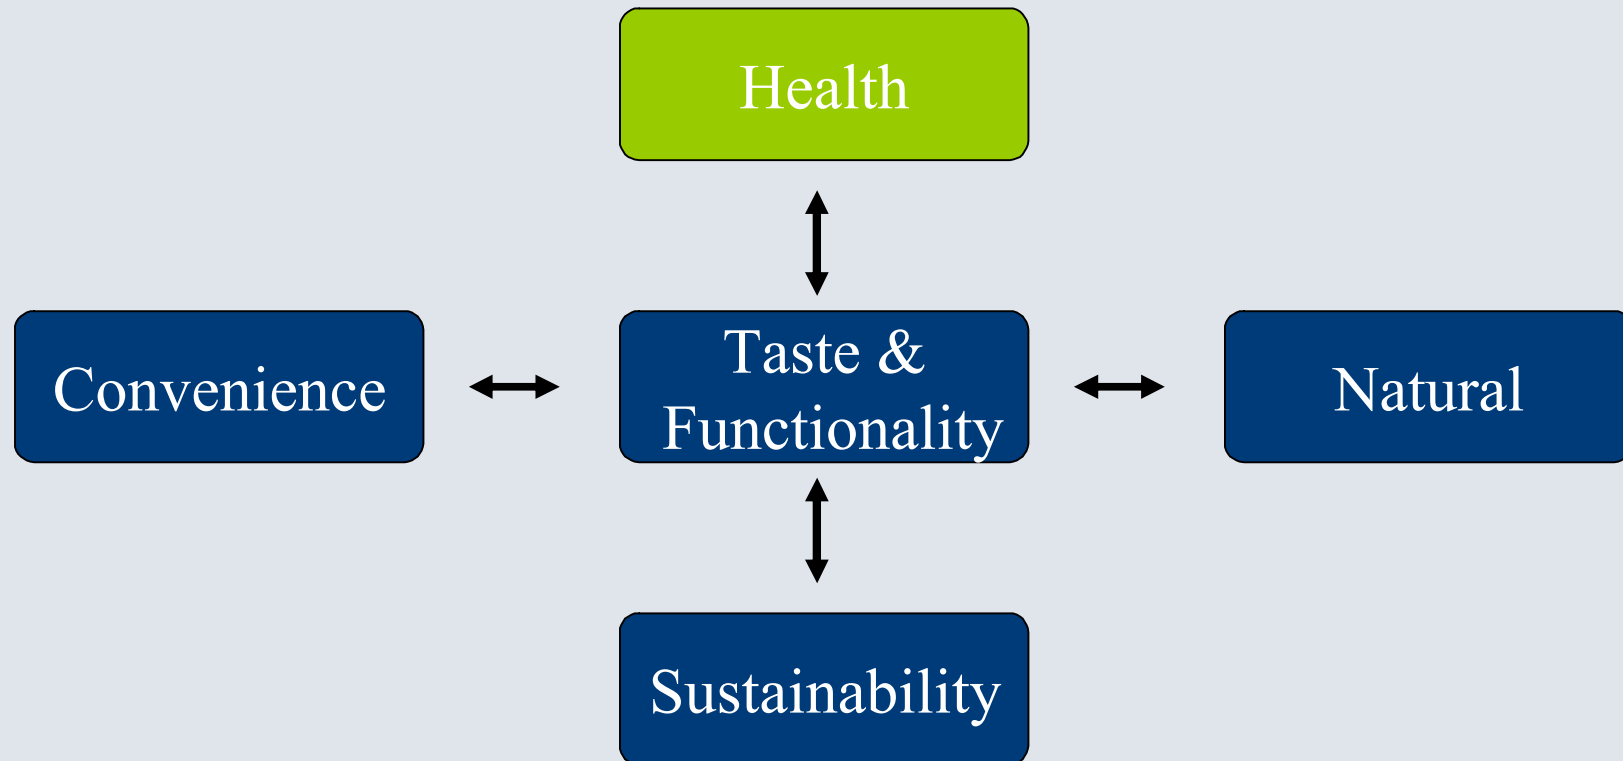 Health
Convenience
Taste &
Functionality
Natural
Sustainability